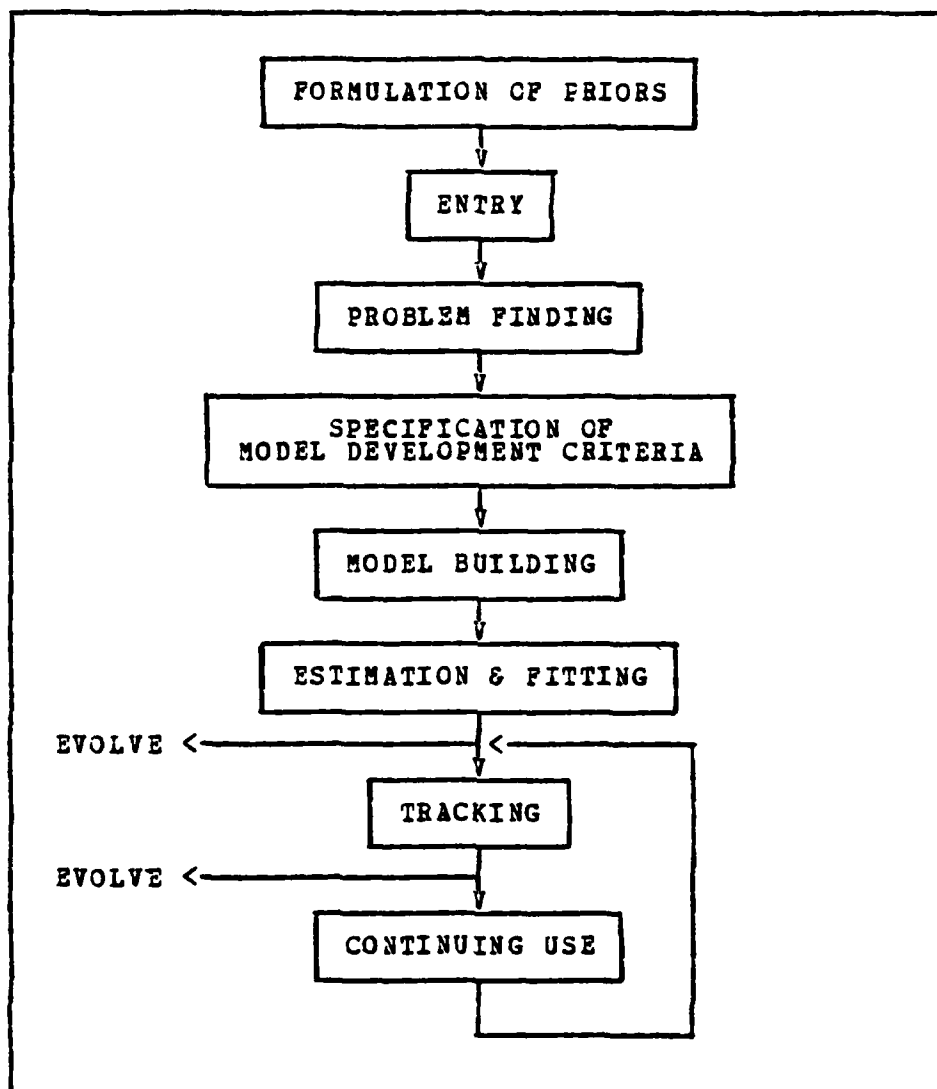 FORMULATION OF PRIORS
ENTRY
PROBLEM FINDING
SPECIFICATION OF
MODEL DEVELOPMENT CRITERIA
MODEL BUILDING
ESTIMATION & FITTING
EVOLVE
TRACKING
EVOLVE
CONTINUING USE